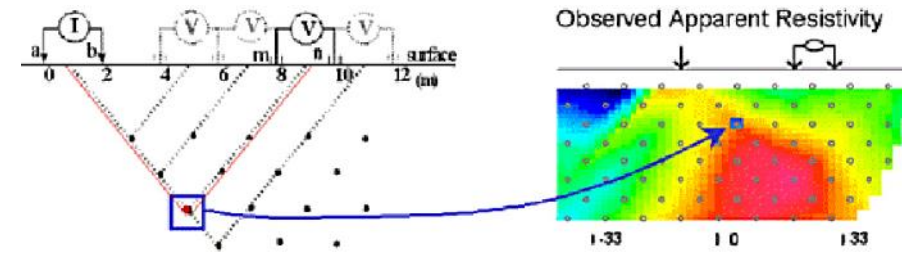 Observed Apparent Resistivity
I V V V V
a b m n surface
0 2 4 6 8 10 12 (m)
-33 0 33